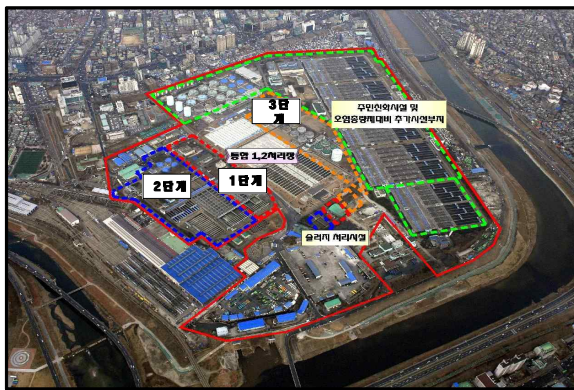 3단
계
주민친화시설 및
오염총량제대비 추가시설부지
통합 1,2처리장
2단계
1단계
슬러지 처리시설